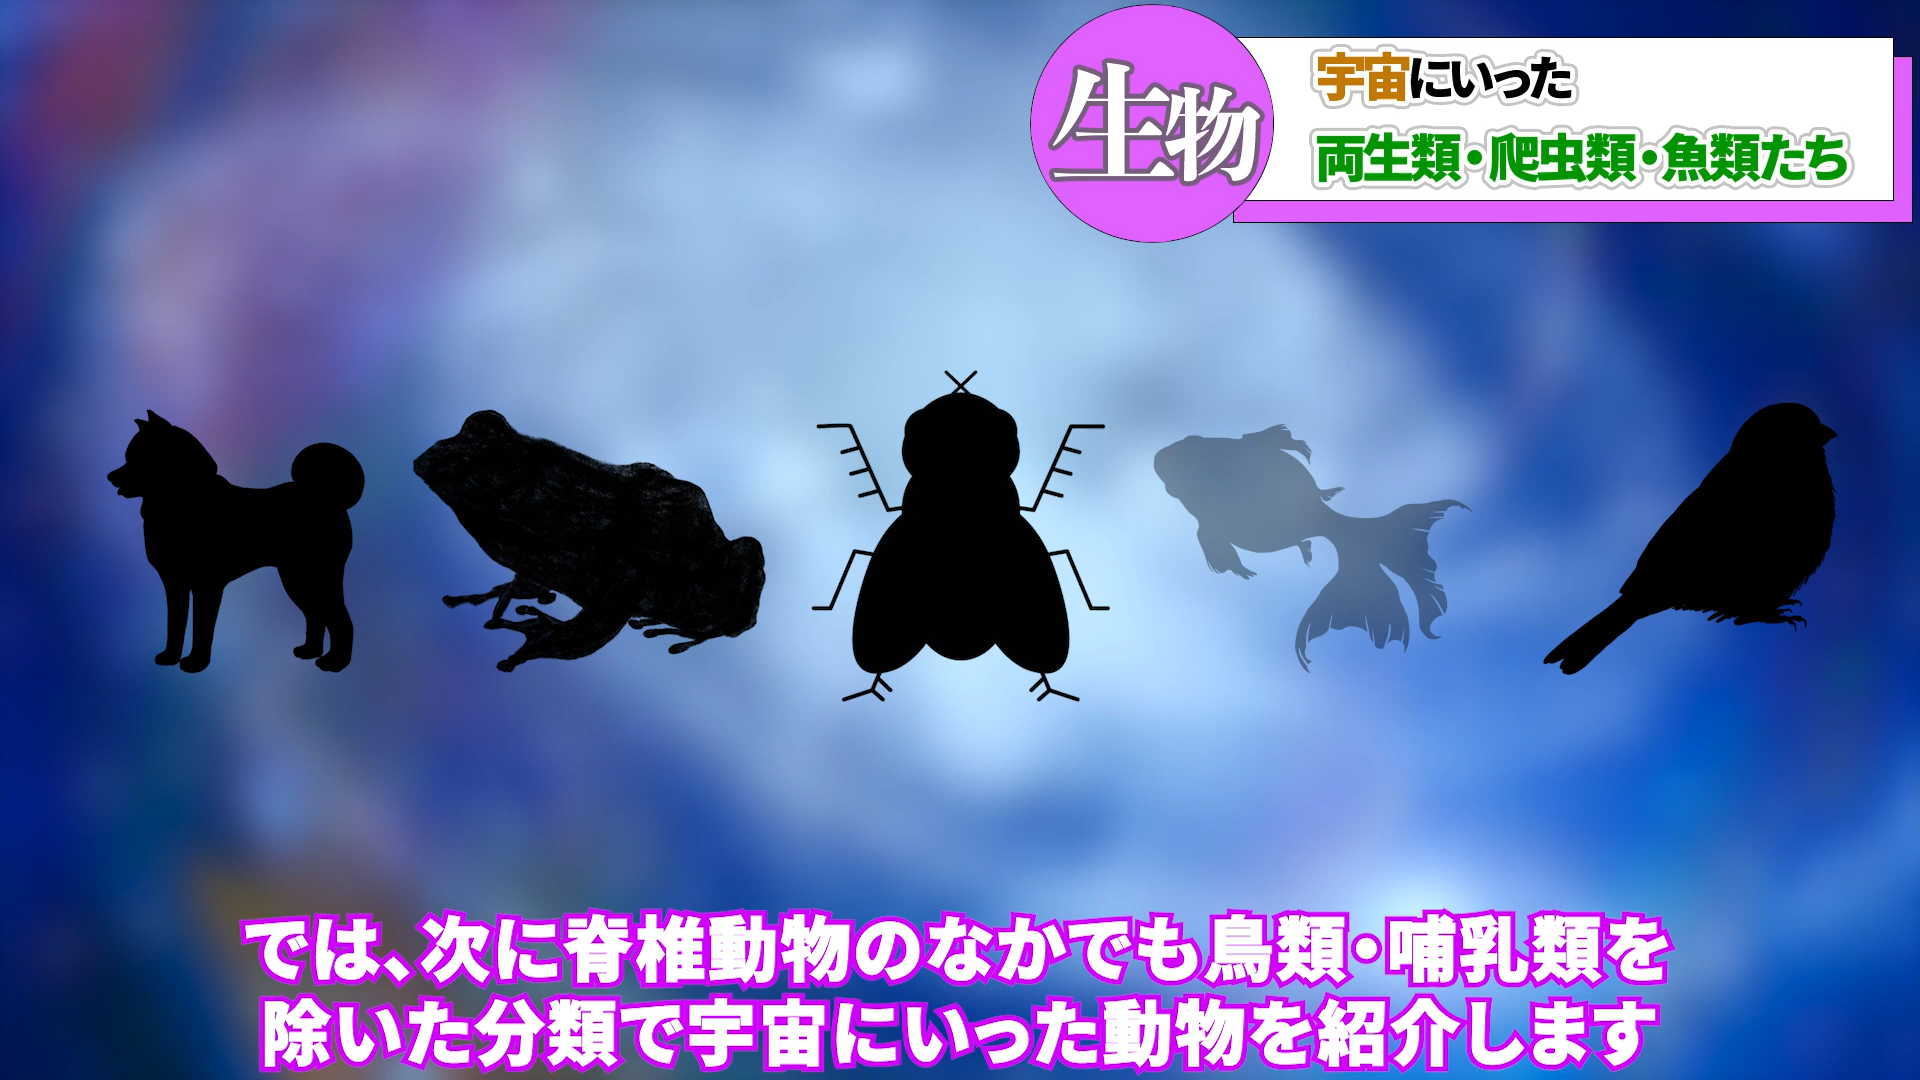 生物
宇宙にいった
両生類・爬虫類・魚類たち
では、次に脊椎動物のなかでも鳥類・哺乳類を
除いた分類で宇宙にいった動物を紹介します